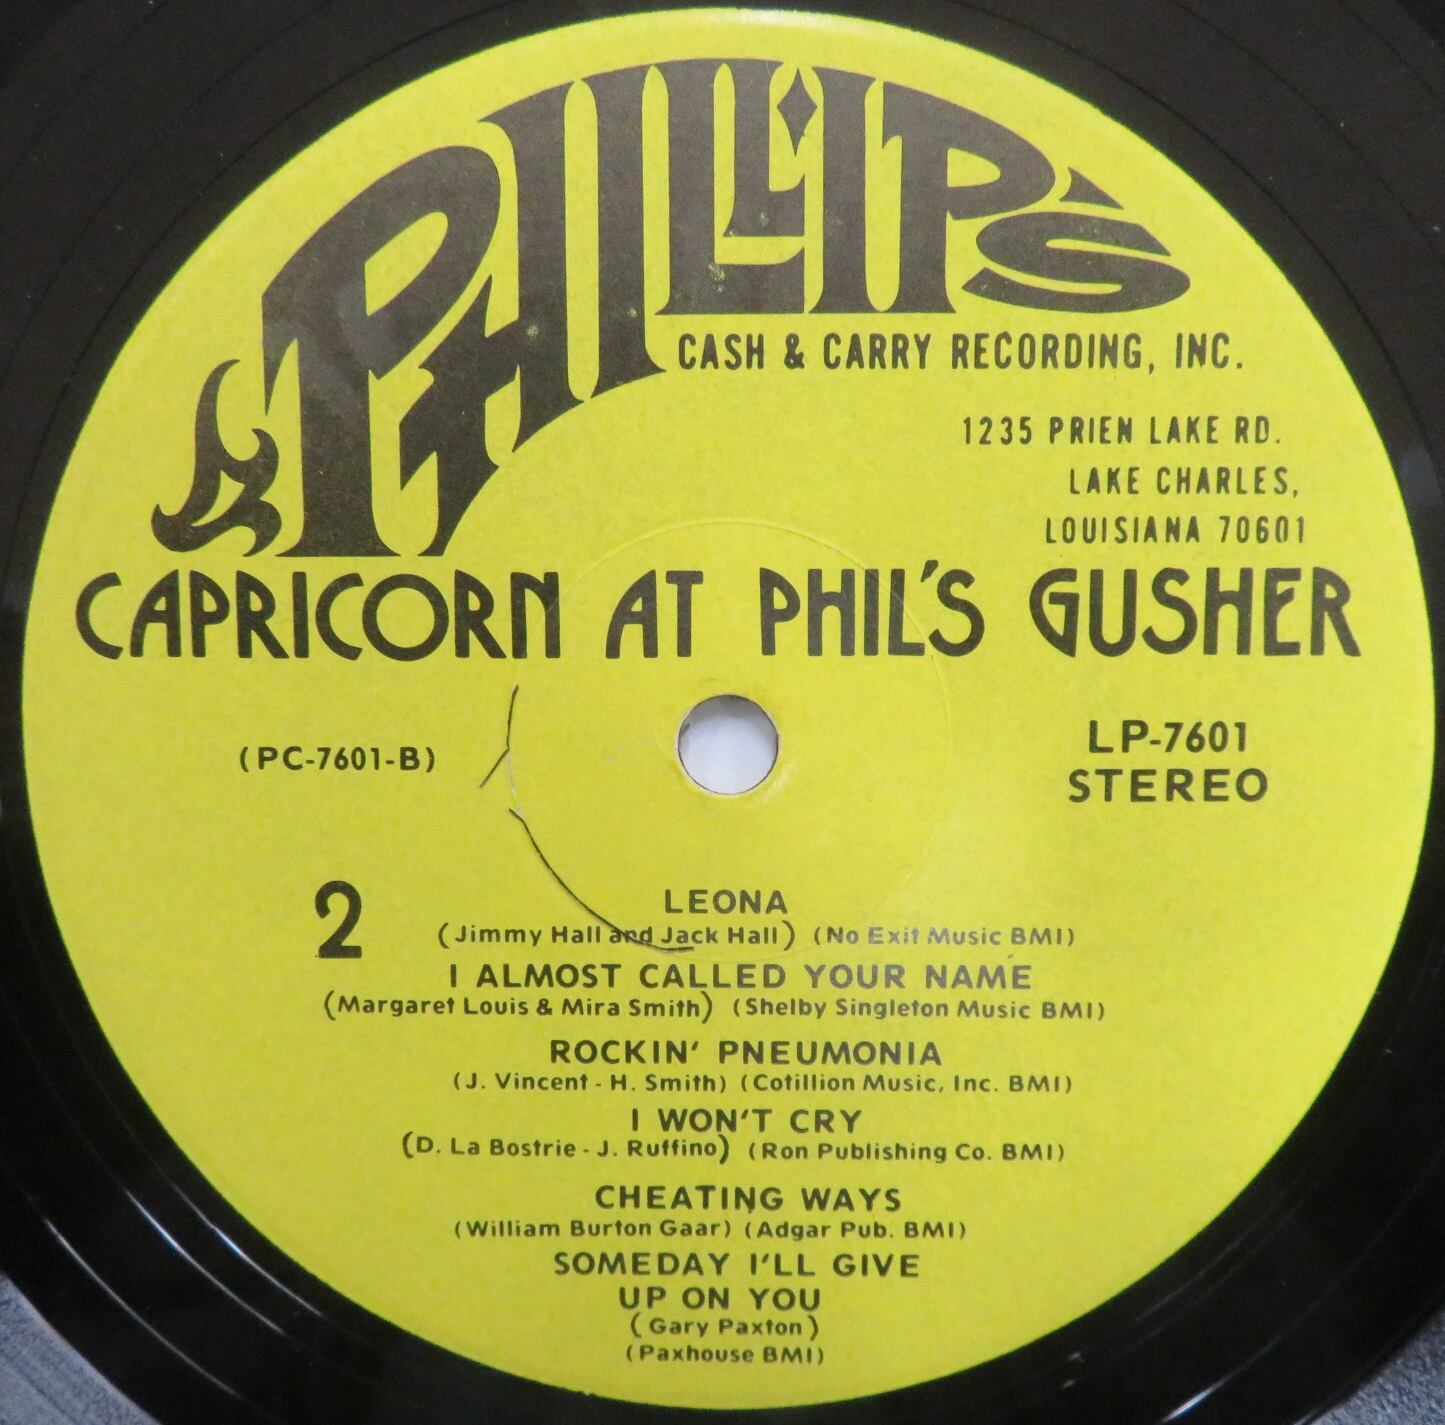 PHILLIP'S
CASH & CARRY RECORDING, INC.
1235 PRIEN LAKE RD.
LAKE CHARLES,
LOUISIANA 70601
CAPRICORN AT PHIL'S GUSHER
(PC-7601-B)
LP-7601
STEREO
2
LEONA
(Jimmy Hall and Jack Hall) (No Exit Music BMI)
I ALMOST CALLED YOUR NAME
(Margaret Louis & Mira Smith) (Shelby Singleton Music BMI)
ROCKIN' PNEUMONIA
(J. Vincent - H. Smith) (Cotillion Music, Inc. BMI)
I WON'T CRY
(D. La Bostrie - J. Ruffino) (Ron Publishing Co. BMI)
CHEATING WAYS
(William Burton Gaar) (Adgar Pub. BMI)
SOMEDAY I'LL GIVE
UP ON YOU
(Gary Paxton)
(Paxhouse BMI)